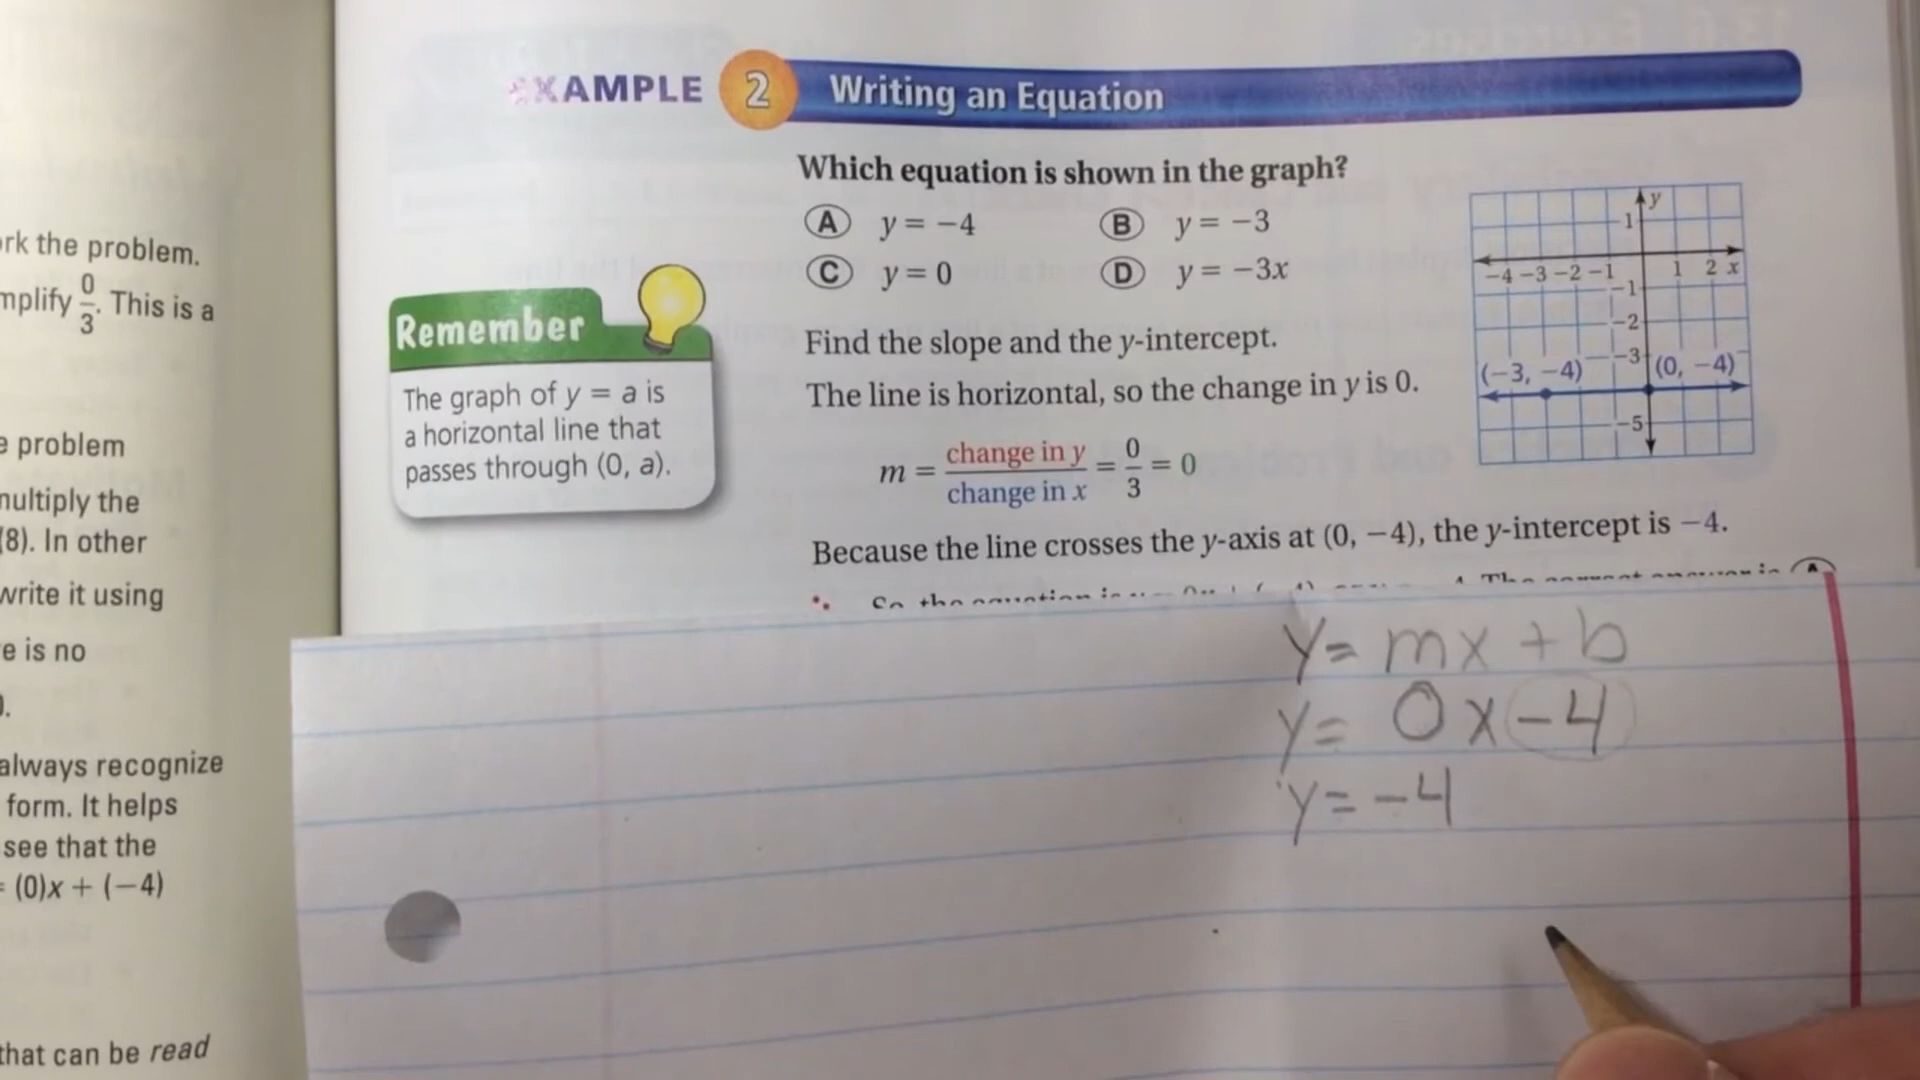 EXAMPLE 2 Writing an Equation
Which equation is shown in the graph?
A y = −4 B y = −3
C y = 0 D y = −3x
Find the slope and the y-intercept.
The line is horizontal, so the change in y is 0.
m = change in y / change in x = 0/3 = 0
Because the line crosses the y-axis at (0, −4), the y-intercept is −4.
y
1
−4 −3 −2 −1 1 2 x
−1
−2
−3
(−3, −4) (0, −4)
−5
Remember
The graph of y = a is
a horizontal line that
passes through (0, a).
the problem.
0/3. This is a
problem
multiply the
(8). In other
write it using
e is no
always recognize
form. It helps
see that the
= (0)x + (−4)
that can be read
y = mx + b
y = 0x −4
y = −4